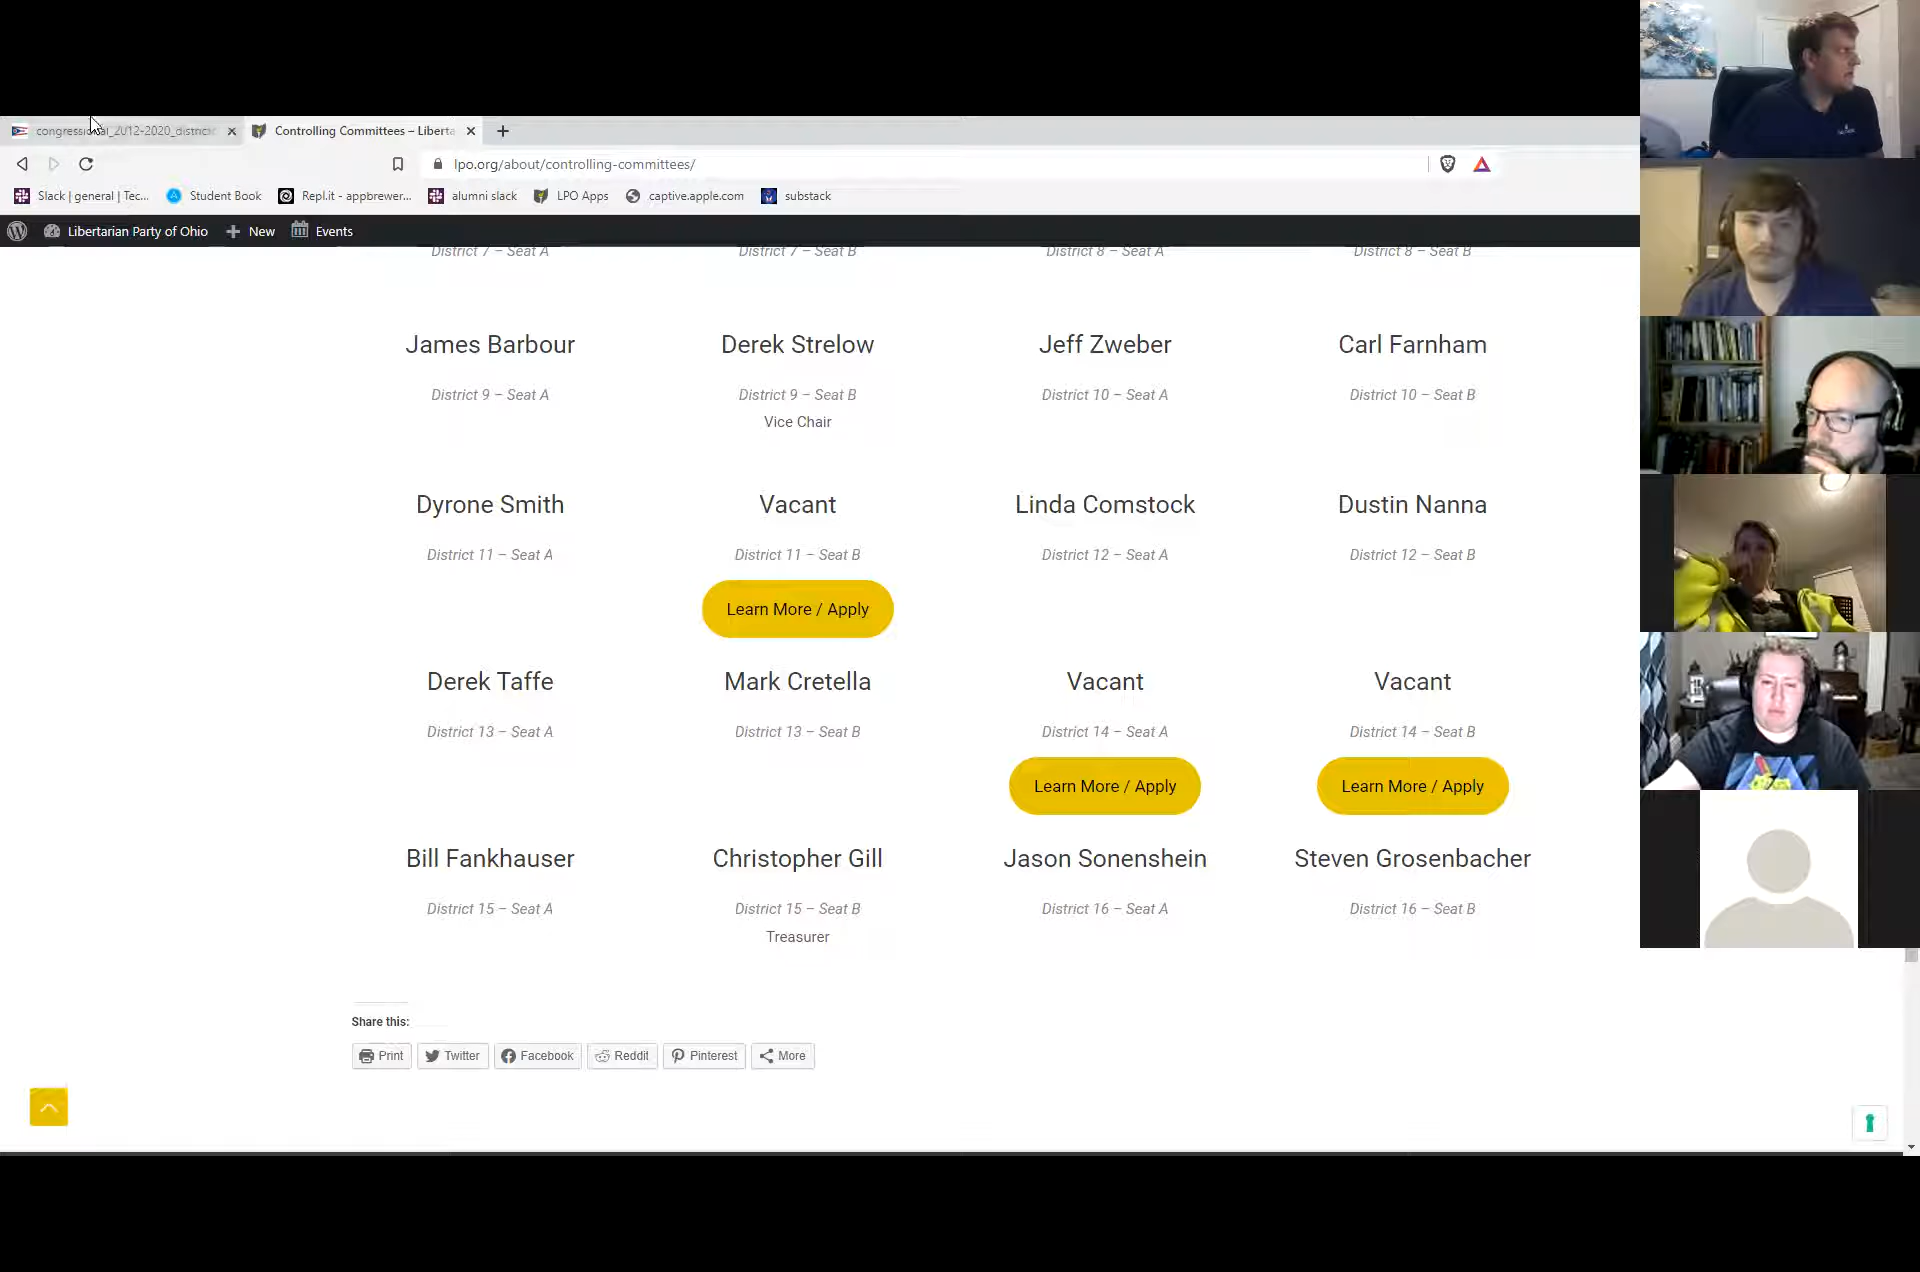 congressional_2012-2020_district
Controlling Committees – Liberta
lpo.org/about/controlling-committees/
Slack | general | Tec...
Student Book
Repl.it - appbrewer...
alumni slack
LPO Apps
captive.apple.com
substack
Libertarian Party of Ohio
New
Events
District 7 – Seat A
District 7 – Seat B
District 8 – Seat A
District 8 – Seat B
James Barbour
Derek Strelow
Jeff Zweber
Carl Farnham
District 9 – Seat A
District 9 – Seat B
District 10 – Seat A
District 10 – Seat B
Vice Chair
Dyrone Smith
Vacant
Linda Comstock
Dustin Nanna
District 11 – Seat A
District 11 – Seat B
District 12 – Seat A
District 12 – Seat B
Learn More / Apply
Derek Taffe
Mark Cretella
Vacant
Vacant
District 13 – Seat A
District 13 – Seat B
District 14 – Seat A
District 14 – Seat B
Learn More / Apply
Learn More / Apply
Bill Fankhauser
Christopher Gill
Jason Sonenshein
Steven Grosenbacher
District 15 – Seat A
District 15 – Seat B
District 16 – Seat A
District 16 – Seat B
Treasurer
Share this:
Print
Twitter
Facebook
Reddit
Pinterest
More